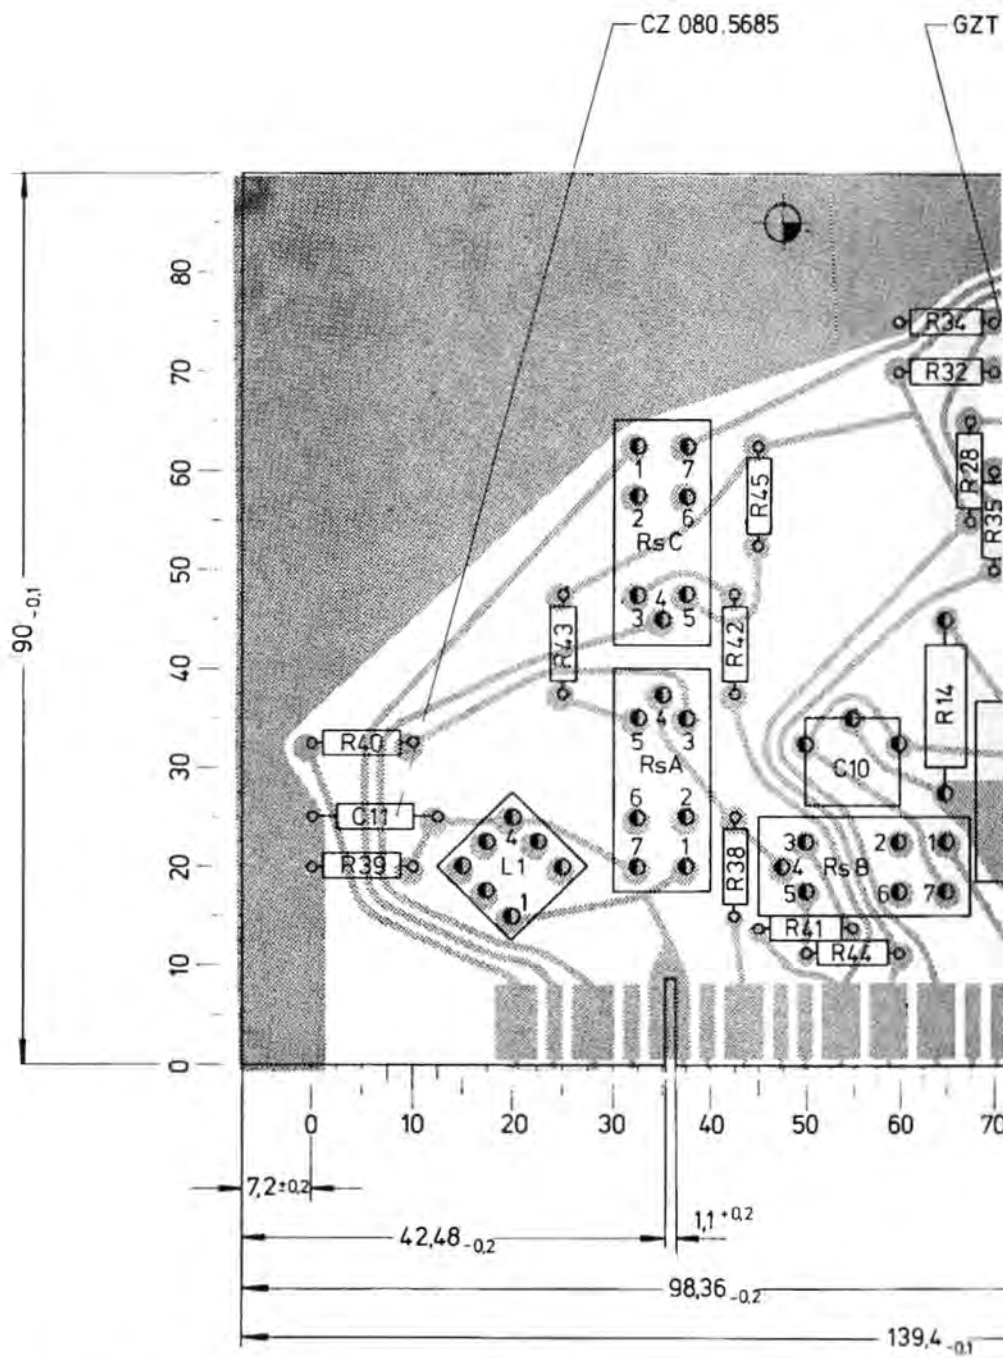 CZ 080.5685
GZT
80
70
60
50
40
30
20
10
0
90 -0,1
R34
R32
R28
R35
1 7
2 6
RsC
R45
4
3 5
R43
R42
R14
4
5 3
RsA
6 2
7 1
R40
C11
R39
4
L1
1
C10
R38
3 2 1
4 RsB
5 6 7
R41
R44
0 10 20 30 40 50 60 70
7,2 ±0,2
1,1 +0,2
42,48 -0,2
98,36 -0,2
139,4 -0,1